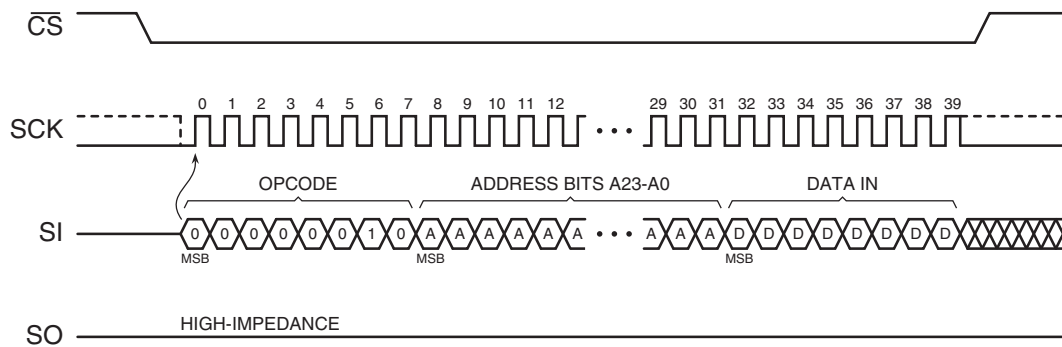 CS
0 1 2 3 4 5 6 7 8 9 10 11 12 29 30 31 32 33 34 35 36 37 38 39
SCK
OPCODE ADDRESS BITS A23-A0 DATA IN
SI 0 0 0 0 0 0 1 0 A A A A A A A A A D D D D D D D D
MSB MSB MSB
HIGH-IMPEDANCE
SO